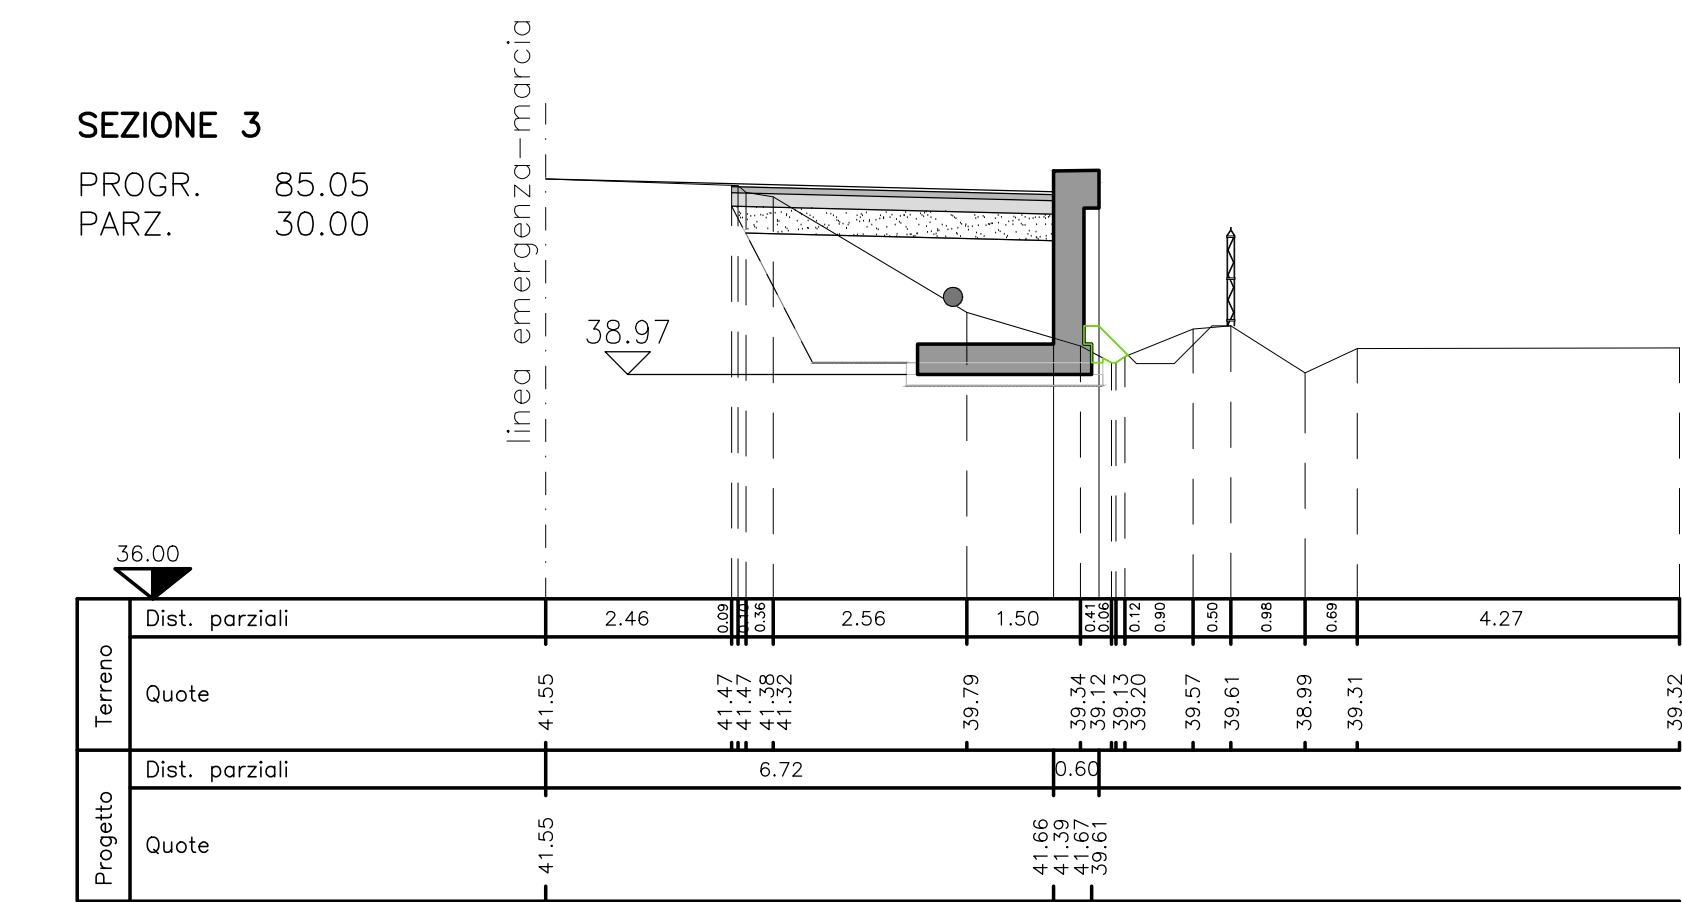 linea emergenza-marcia
SEZIONE 3
PROGR. 85.05
PARZ. 30.00
38.97
36.00
Terreno
Dist. parziali 2.46 0.09 0.10 0.36 2.56 1.50 0.41 0.06 0.12 0.90 0.50 0.98 0.69 4.27
Quote 41.55 41.47 41.47 41.38 41.32 39.79 39.34 39.12 39.13 39.20 39.57 39.61 38.99 39.31 39.32
Progetto
Dist. parziali 6.72 0.60
Quote 41.55 41.66 41.39 41.67 39.61